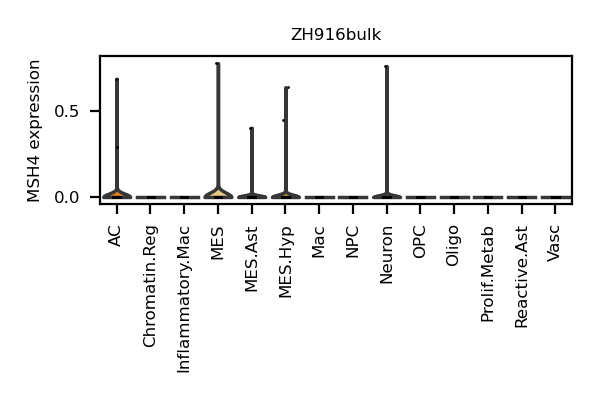 ZH916bulk
MSH4 expression
0.5
0.0
AC
Chromatin.Reg
Inflammatory.Mac
MES
MES.Ast
MES.Hyp
Mac
NPC
Neuron
OPC
Oligo
Prolif.Metab
Reactive.Ast
Vasc